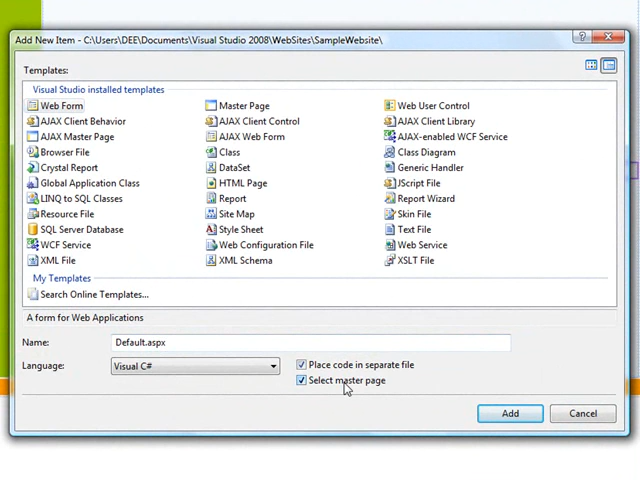 Add New Item - C:\Users\DEE\Documents\Visual Studio 2008\WebSites\SampleWebsite\
Templates:
Visual Studio installed templates
Web Form Master Page Web User Control
AJAX Client Behavior AJAX Client Control AJAX Client Library
AJAX Master Page AJAX Web Form AJAX-enabled WCF Service
Browser File Class Class Diagram
Crystal Report DataSet Generic Handler
Global Application Class HTML Page JScript File
LINQ to SQL Classes Report Report Wizard
Resource File Site Map Skin File
SQL Server Database Style Sheet Text File
WCF Service Web Configuration File Web Service
XML File XML Schema XSLT File
My Templates
Search Online Templates...
A form for Web Applications
Name: Default.aspx
Language: Visual C# Place code in separate file
Select master page
Add Cancel